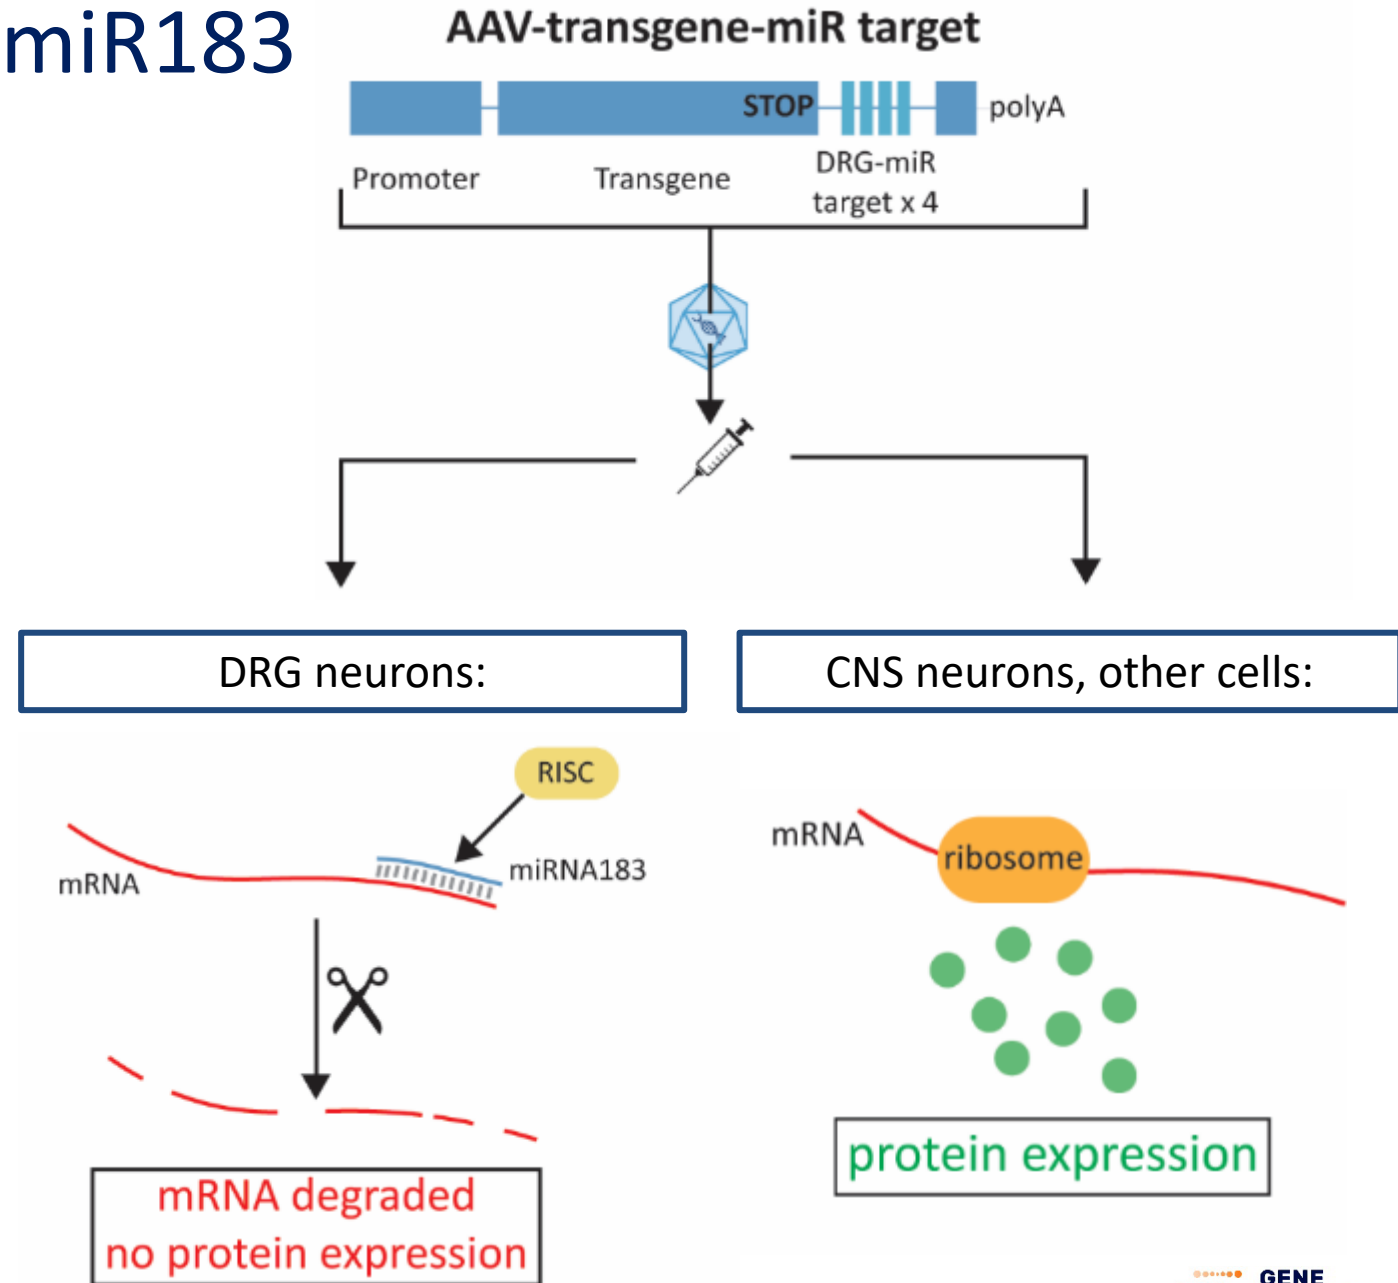 miR183
AAV-transgene-miR target
STOP
polyA
Promoter
Transgene
DRG-miR
target x 4
DRG neurons:
CNS neurons, other cells:
RISC
mRNA
miRNA183
mRNA
ribosome
mRNA degraded
no protein expression
protein expression
GENE